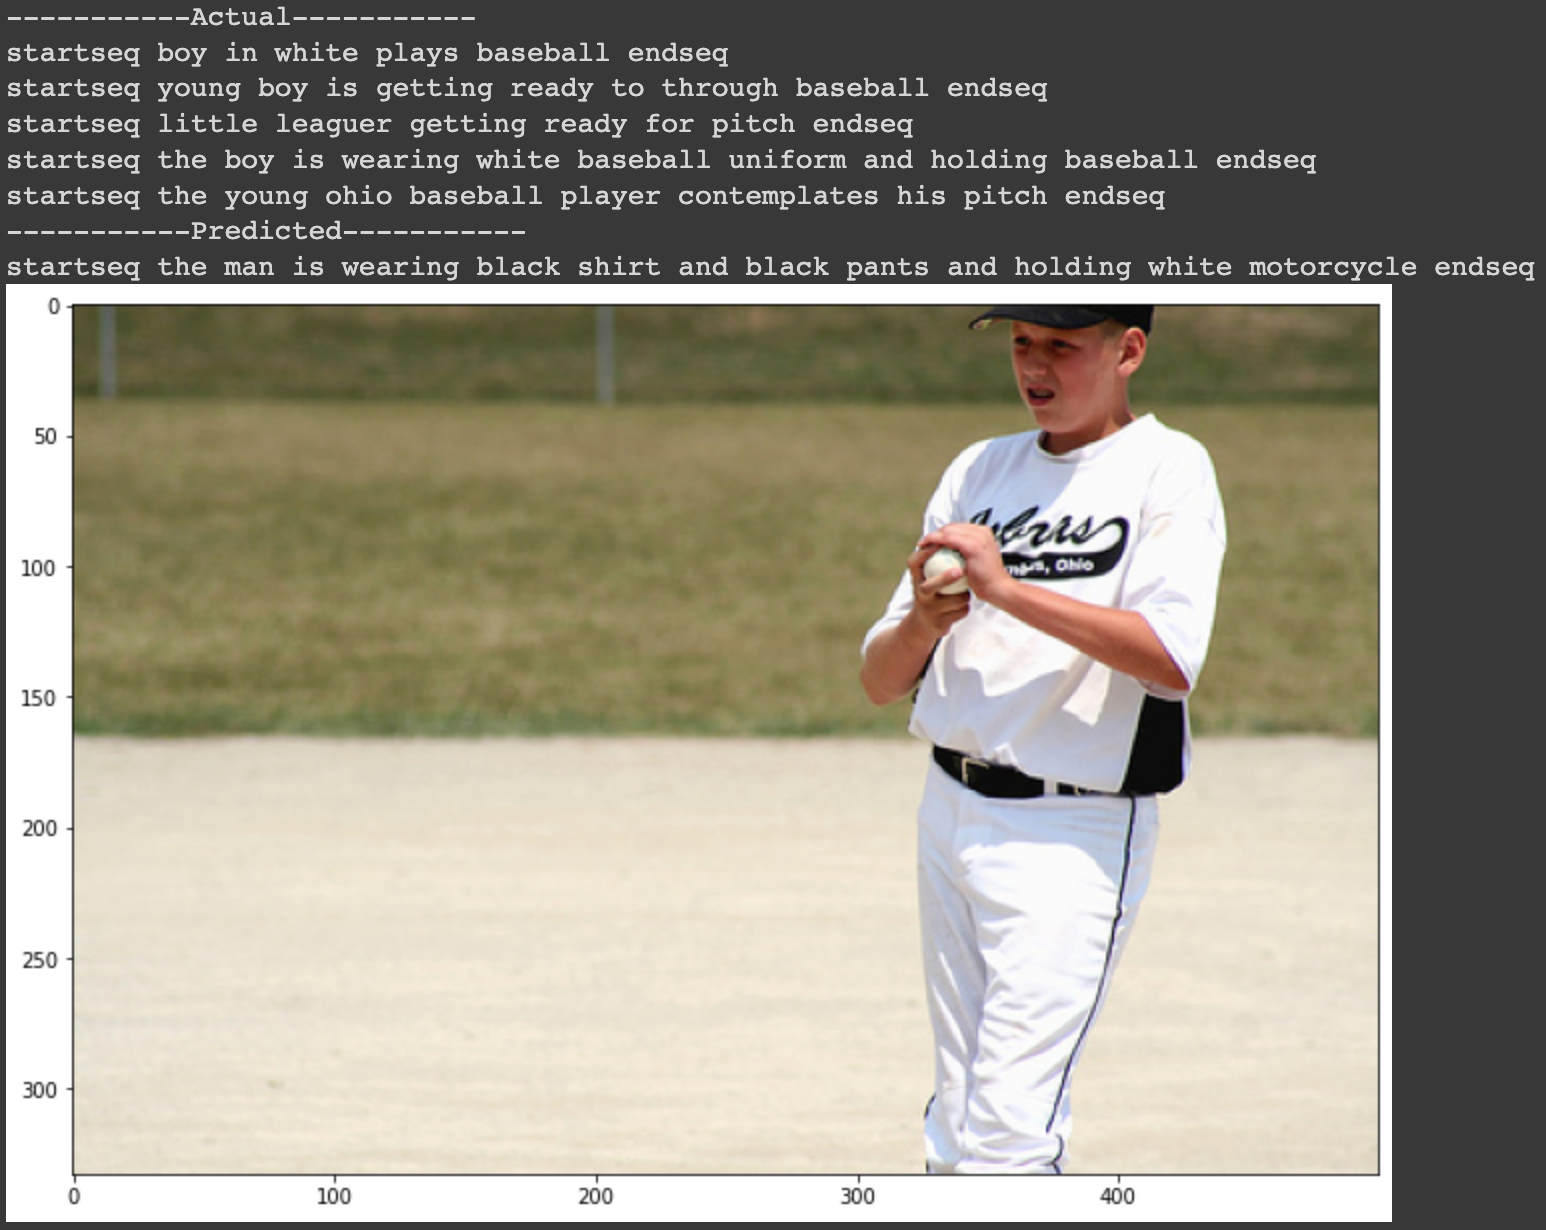 -----------Actual-----------
startseq boy in white plays baseball endseq
startseq young boy is getting ready to through baseball endseq
startseq little leaguer getting ready for pitch endseq
startseq the boy is wearing white baseball uniform and holding baseball endseq
startseq the young ohio baseball player contemplates his pitch endseq
-----------Predicted-----------
startseq the man is wearing black shirt and black pants and holding white motorcycle endseq
0
50
100
150
200
250
300
Ohio
0 100 200 300 400